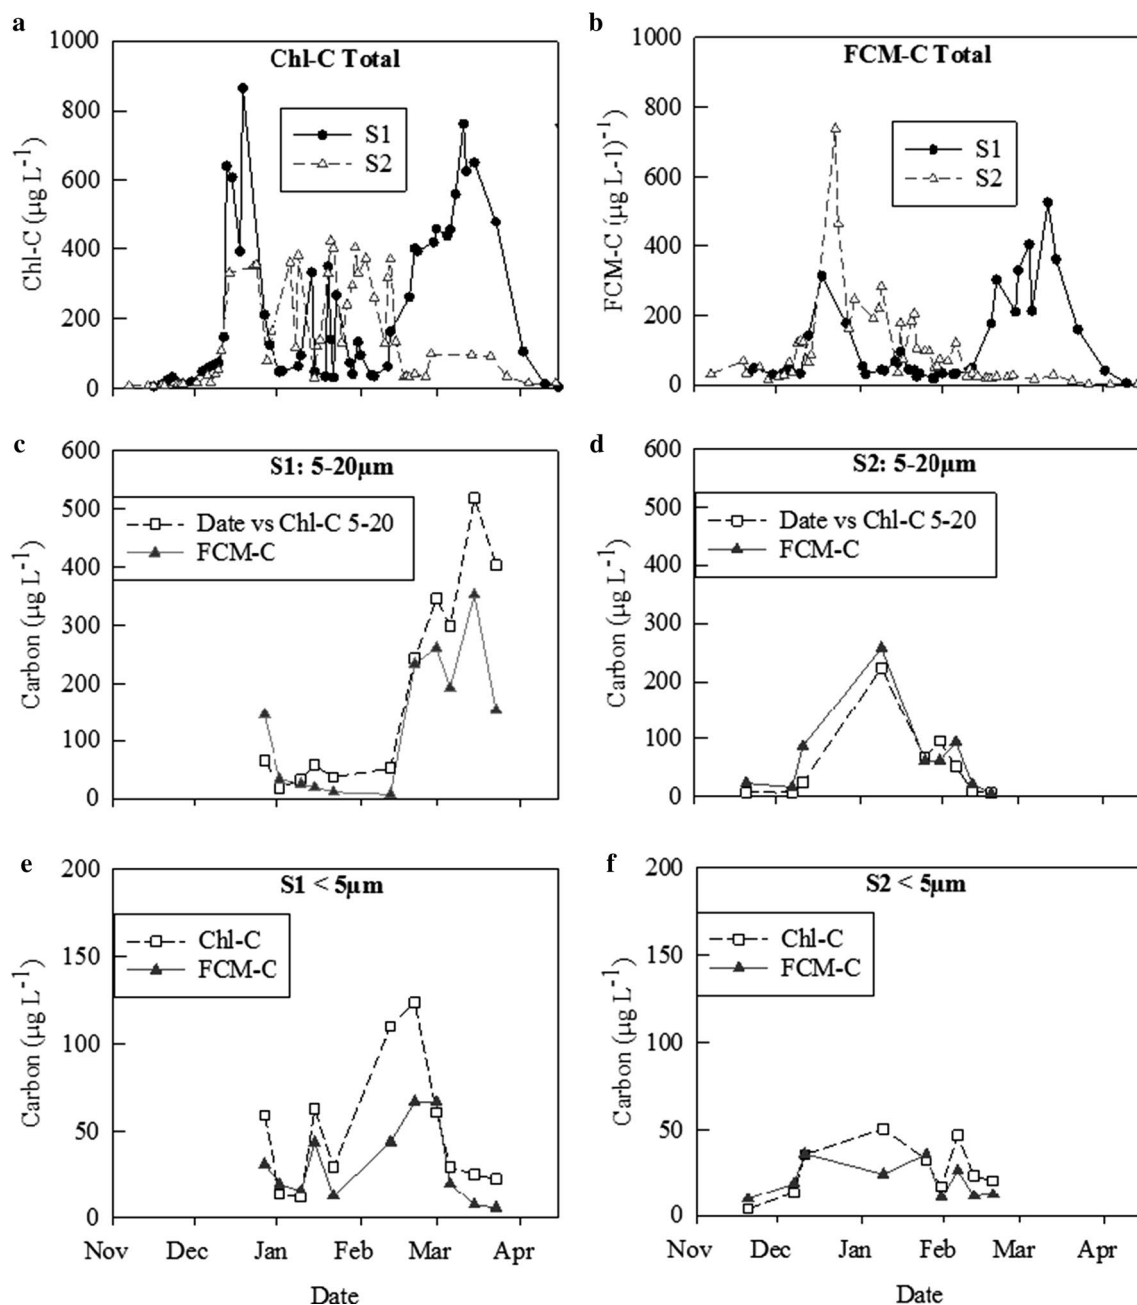 a
Chl-C Total
1000
800
600
400
200
0
Chl-C (µg L⁻¹)
S1
S2
b
FCM-C Total
1000
800
600
400
200
0
FCM-C (µg L-1)⁻¹)
S1
S2
c
S1: 5-20µm
600
500
400
300
200
100
0
Carbon (µg L⁻¹)
Date vs Chl-C 5-20
FCM-C
d
S2: 5-20µm
600
500
400
300
200
100
0
Carbon (µg L⁻¹)
Date vs Chl-C 5-20
FCM-C
e
S1 < 5µm
200
150
100
50
0
Carbon (µg L⁻¹)
Chl-C
FCM-C
Nov Dec Jan Feb Mar Apr
Date
f
S2 < 5µm
200
150
100
50
0
Carbon (µg L⁻¹)
Chl-C
FCM-C
Nov Dec Jan Feb Mar Apr
Date